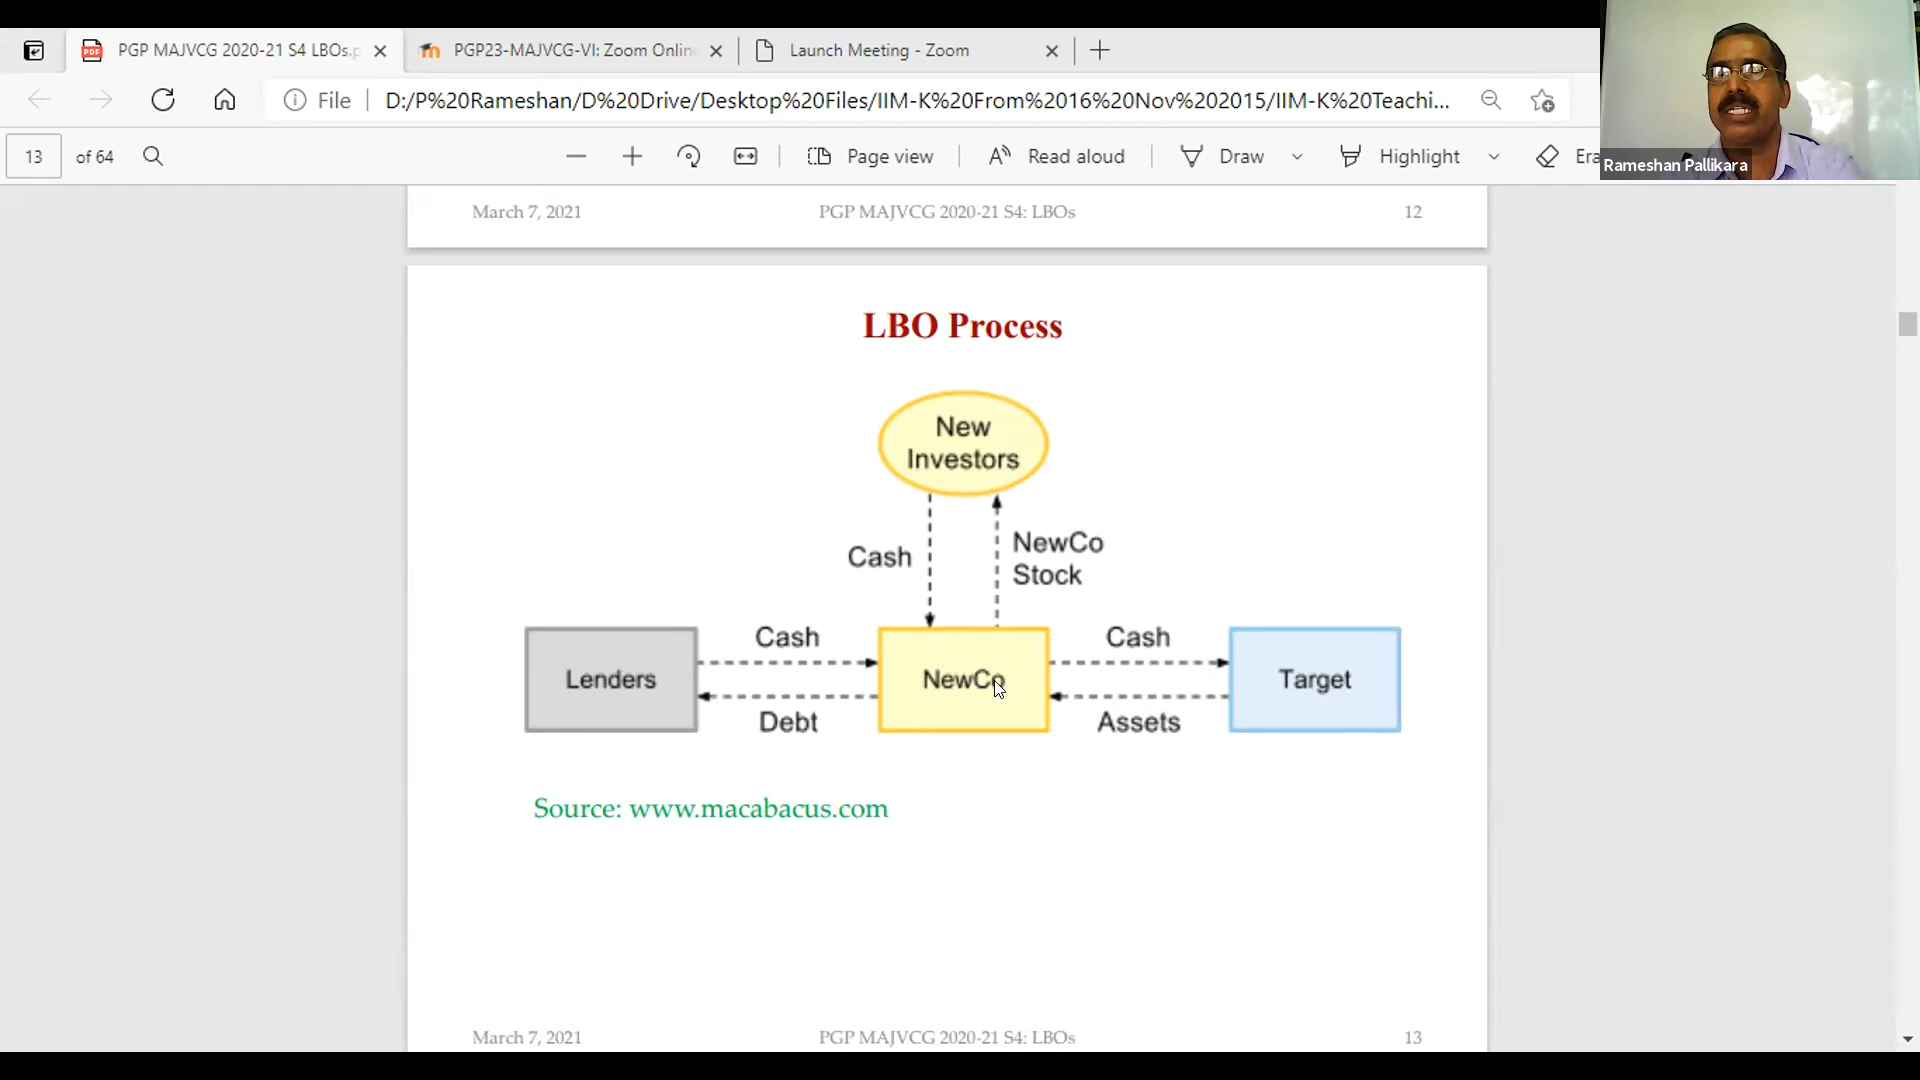 PGP MAJVCG 2020-21 S4 LBOs.p
PGP23-MAJVCG-VI: Zoom Onlin
Launch Meeting - Zoom
File
D:/P%20Rameshan/D%20Drive/Desktop%20Files/IIM-K%20From%2016%20Nov%202015/IIM-K%20Teachi...
13 of 64
Page view
Read aloud
Draw
Highlight
Era
Rameshan Pallikara
March 7, 2021 PGP MAJVCG 2020-21 S4: LBOs 12
LBO Process
New
Investors
Cash
NewCo
Stock
Lenders
Cash
Debt
NewCo
Cash
Assets
Target
Source: www.macabacus.com
March 7, 2021 PGP MAJVCG 2020-21 S4: LBOs 13